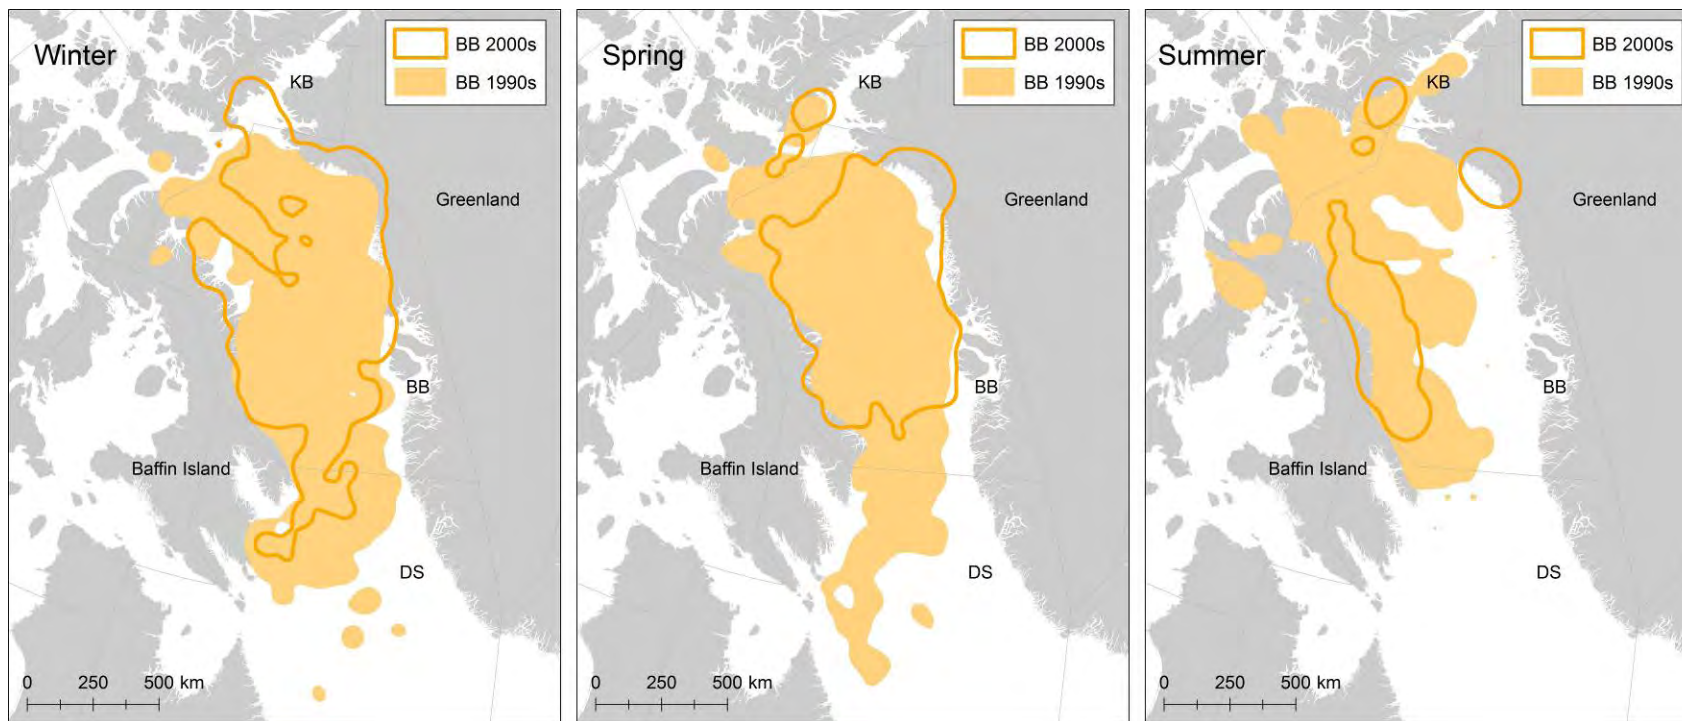 Winter
KB
BB 2000s
BB 1990s
Greenland
BB
Baffin Island
DS
0 250 500 km
Spring
KB
BB 2000s
BB 1990s
Greenland
BB
Baffin Island
DS
0 250 500 km
Summer
KB
BB 2000s
BB 1990s
Greenland
BB
Baffin Island
DS
0 250 500 km